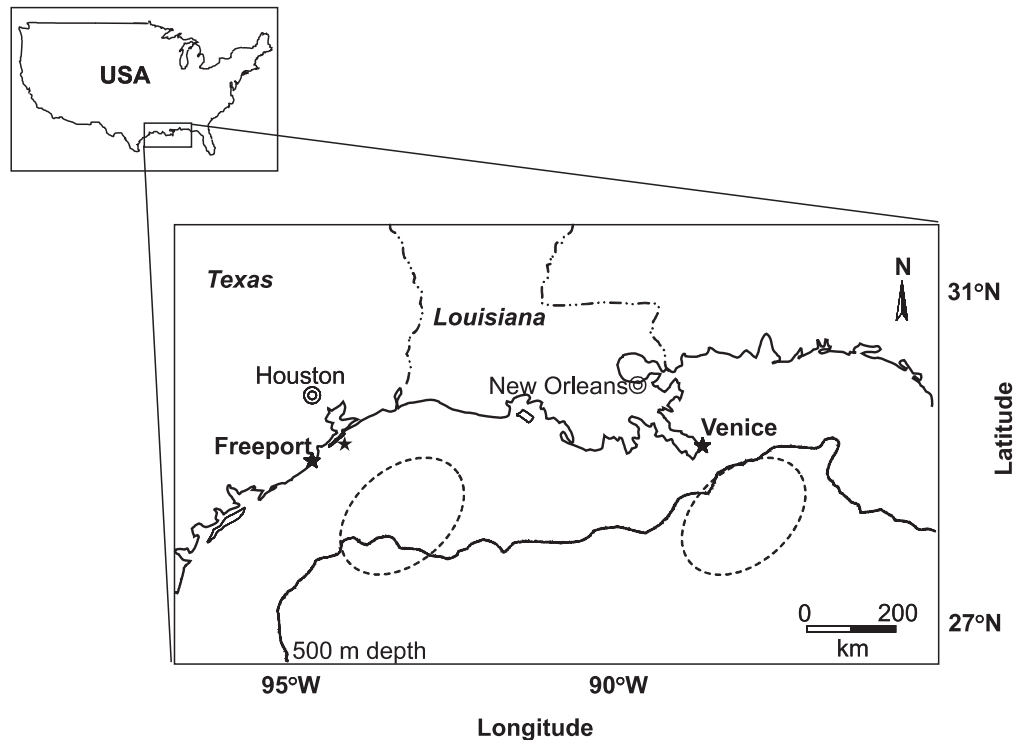 USA
Texas
N
31°N
Louisiana
Houston
New Orleans
Freeport
Venice
Latitude
0 200
km
27°N
500 m depth
95°W 90°W
Longitude